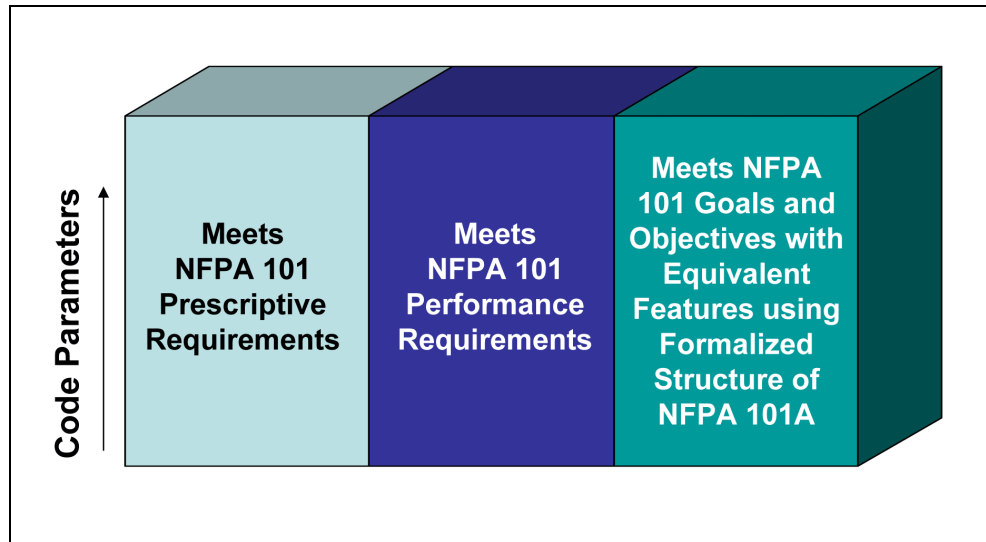 Code Parameters
Meets
NFPA 101
Prescriptive
Requirements
Meets
NFPA 101
Performance
Requirements
Meets NFPA
101 Goals and
Objectives with
Equivalent
Features using
Formalized
Structure of
NFPA 101A